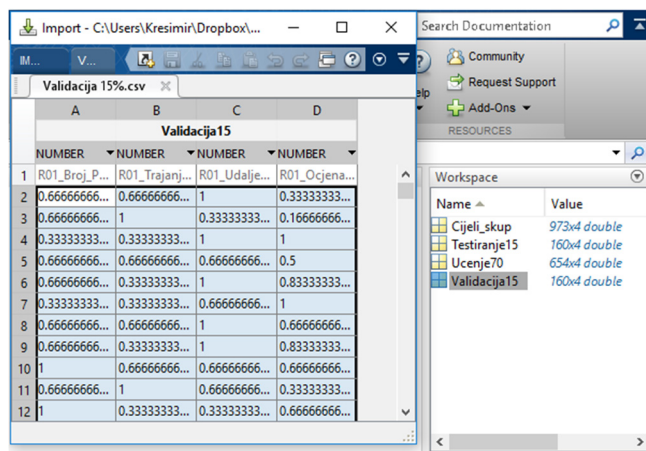 Import - C:\Users\Kresimir\Dropbox\...
Search Documentation
IM... V...
Community
Request Support
elp
Add-Ons
RESOURCES
Validacija 15%.csv
A B C D
Validacija15
NUMBER NUMBER NUMBER NUMBER
1 R01_Broj_P... R01_Trajanj... R01_Udalje... R01_Ocjena...
2 0.66666666... 0.66666666... 1 0.33333333...
3 0.66666666... 1 0.33333333... 0.16666666...
4 0.33333333... 0.33333333... 1 1
5 0.66666666... 0.66666666... 0.66666666... 0.5
6 0.66666666... 0.33333333... 1 0.83333333...
7 0.33333333... 0.33333333... 0.66666666... 1
8 0.66666666... 0.66666666... 1 0.66666666...
9 0.66666666... 0.33333333... 1 0.83333333...
10 1 0.66666666... 0.66666666... 0.66666666...
11 0.66666666... 1 0.66666666... 0.33333333...
12 1 0.33333333... 0.33333333... 0.66666666...
Workspace
Name Value
Cijeli_skup 973x4 double
Testiranje15 160x4 double
Ucenje70 654x4 double
Validacija15 160x4 double